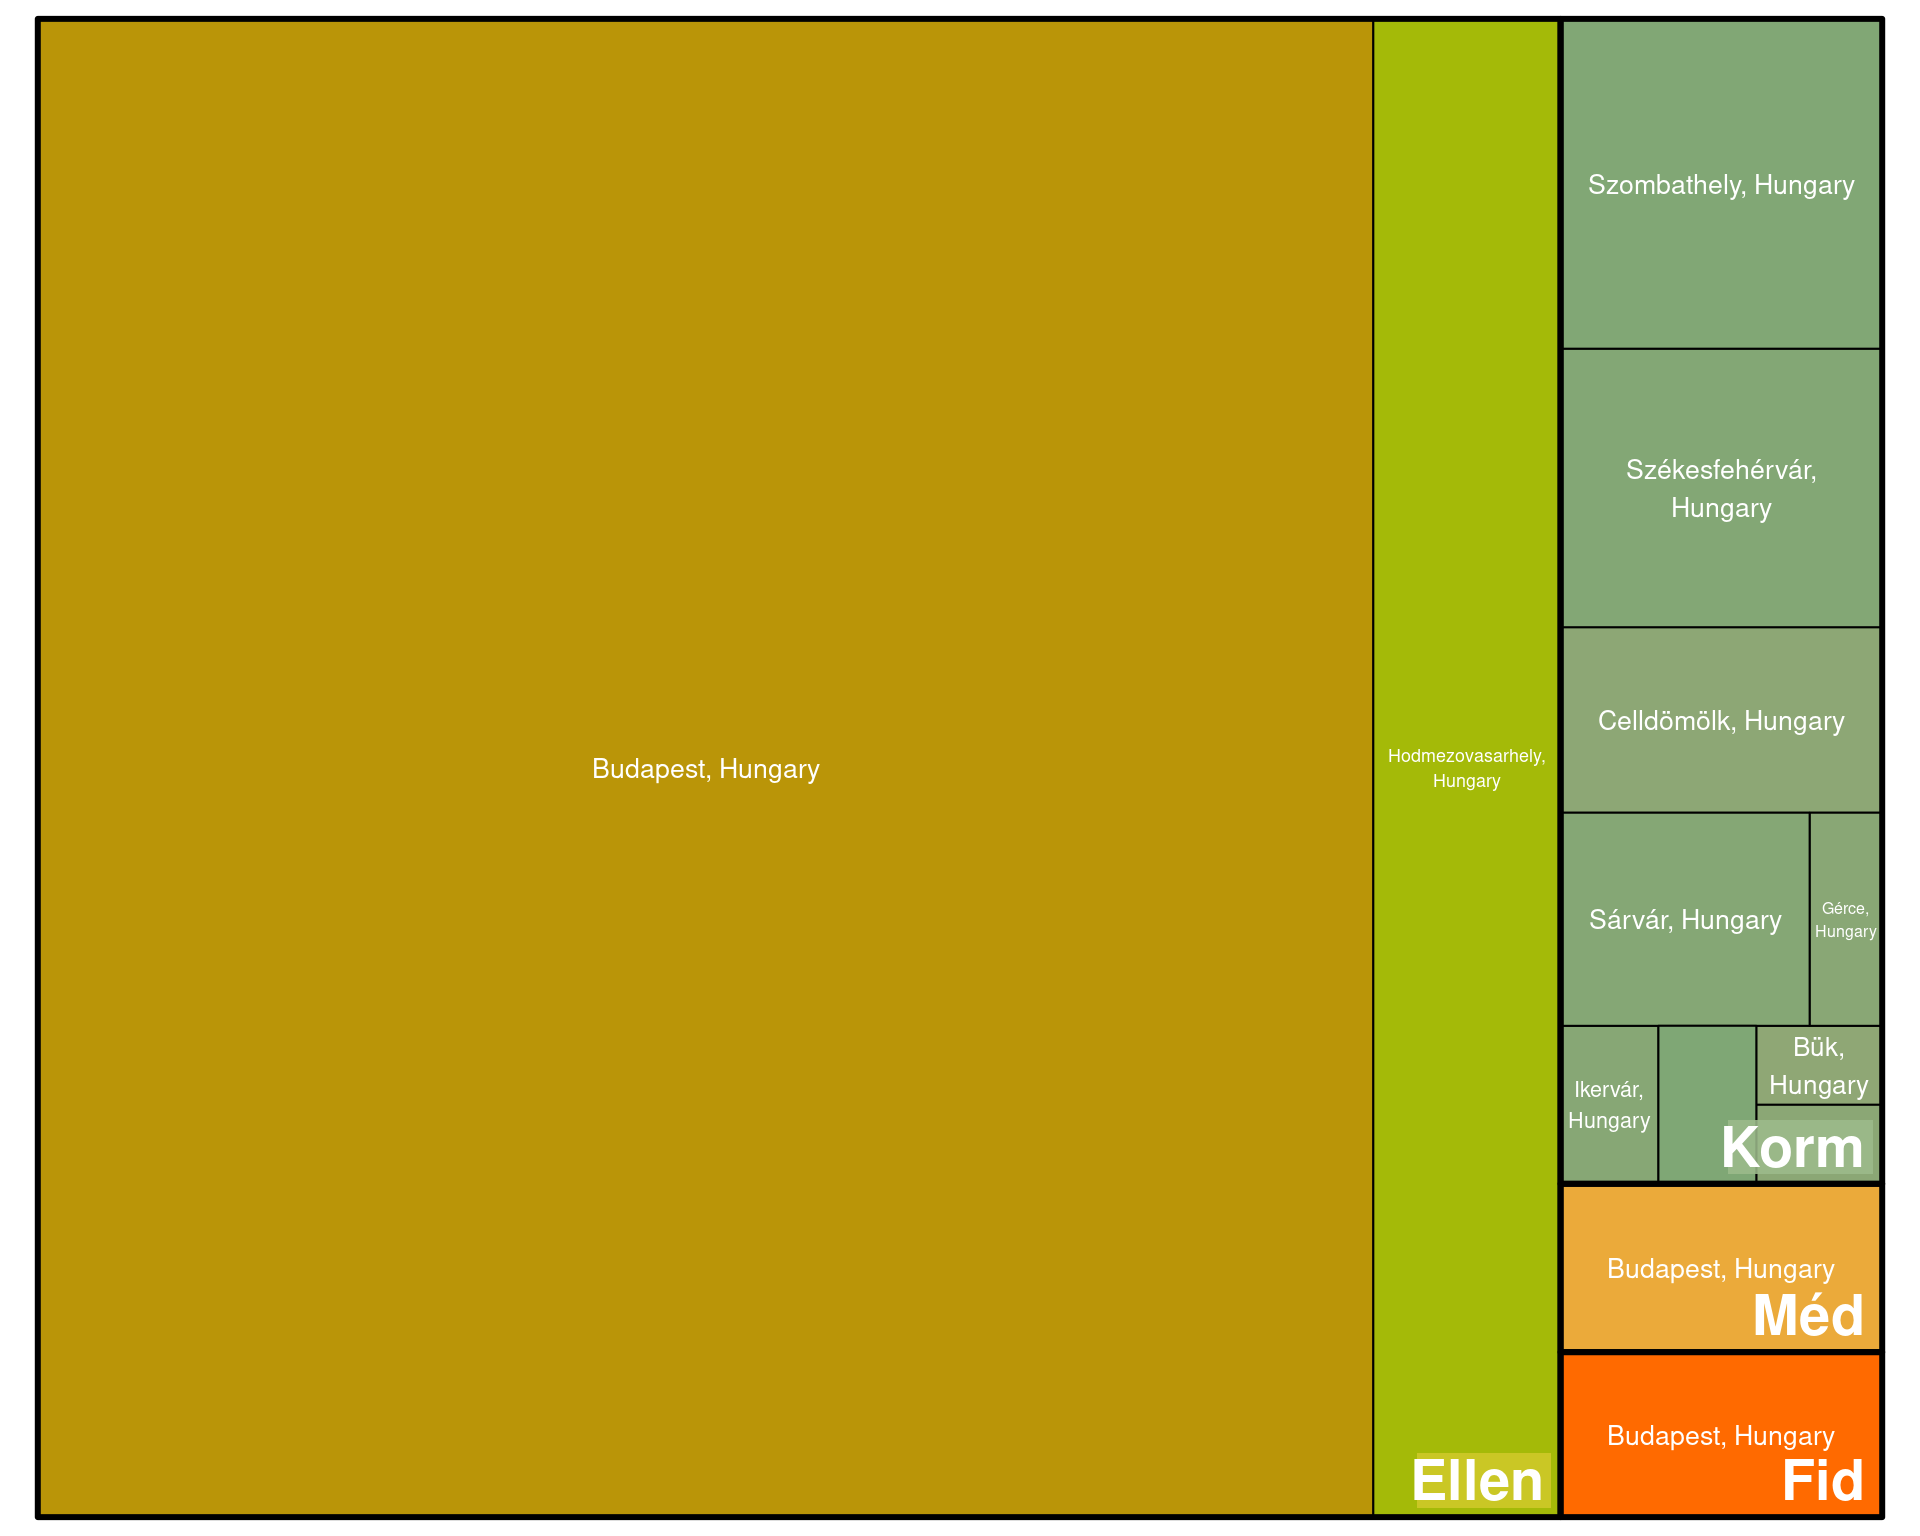 Budapest, Hungary
Hodmezovasarhely,
Hungary
Ellen
Szombathely, Hungary
Székesfehérvár,
Hungary
Celldömölk, Hungary
Sárvár, Hungary
Gérce,
Hungary
Ikervár,
Hungary
Bük,
Hungary
Korm
Budapest, Hungary
Méd
Budapest, Hungary
Fid